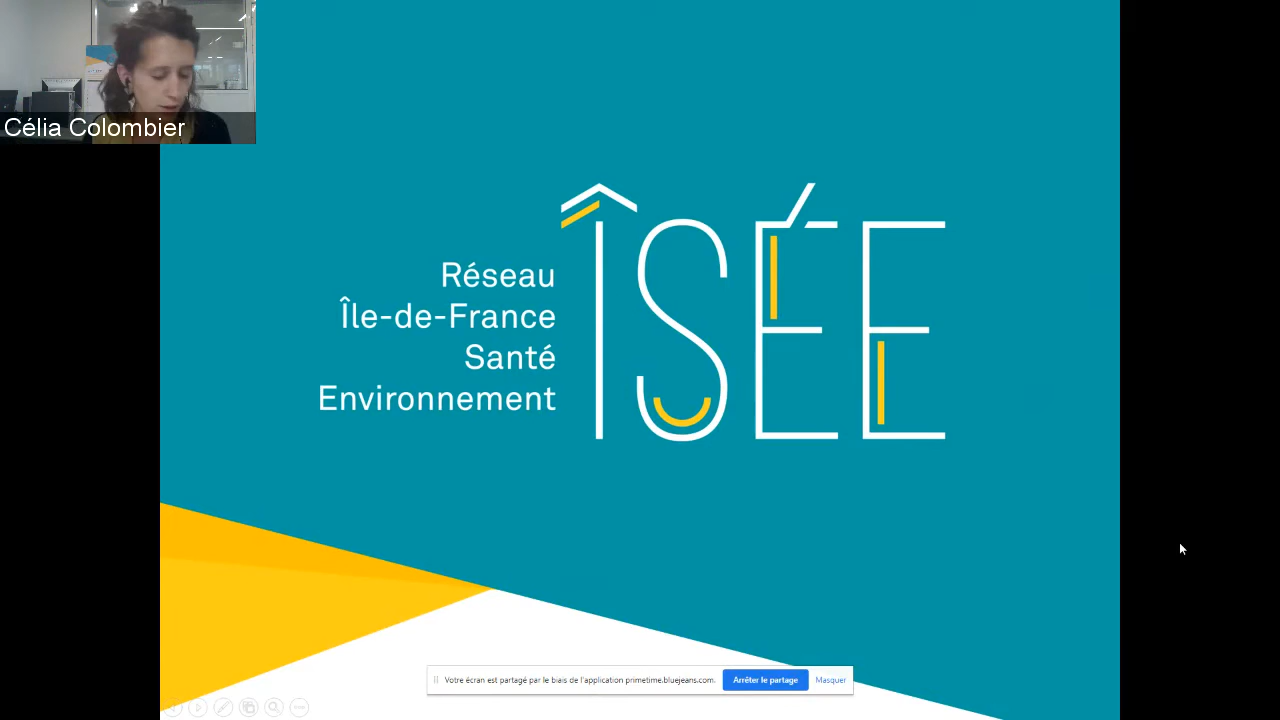 Célia Colombier
Réseau
Île-de-France
Santé
Environnement
ÎSÉE
Votre écran est partagé par le biais de l'application primetime.bluejeans.com.
Arrêter le partage
Masquer